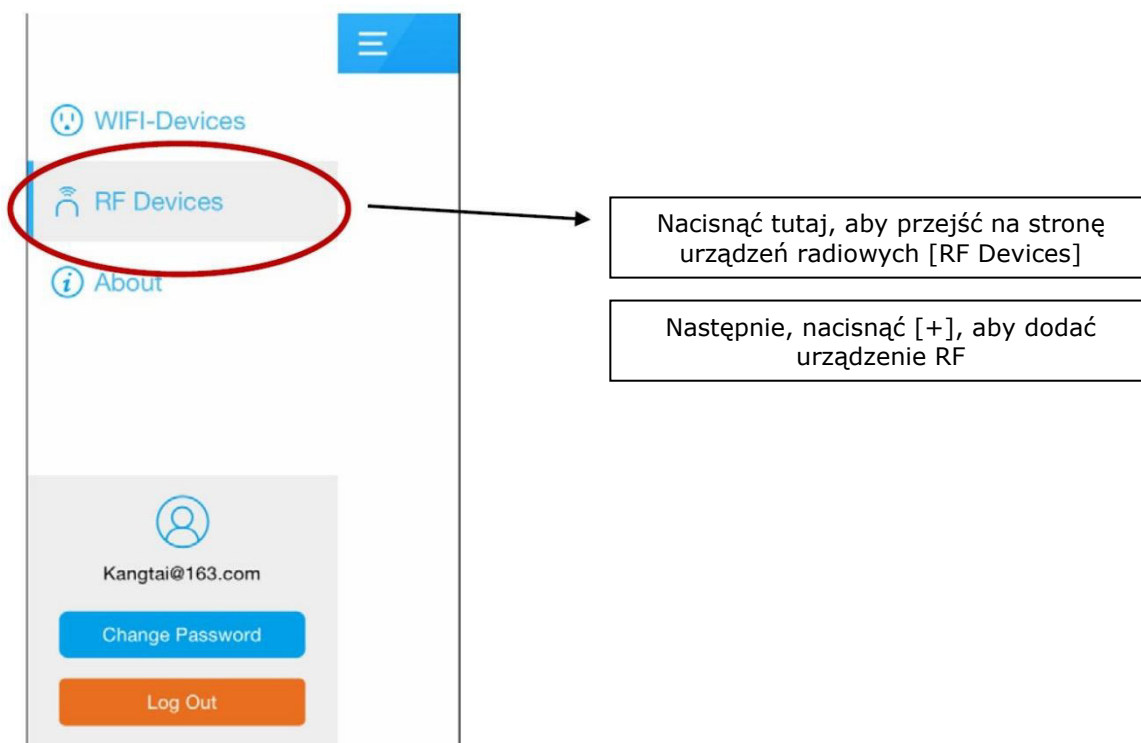 WIFI-Devices
RF Devices
About
Nacisnąć tutaj, aby przejść na stronę
urządzeń radiowych [RF Devices]
Następnie, nacisnąć [+], aby dodać
urządzenie RF
Kangtai@163.com
Change Password
Log Out